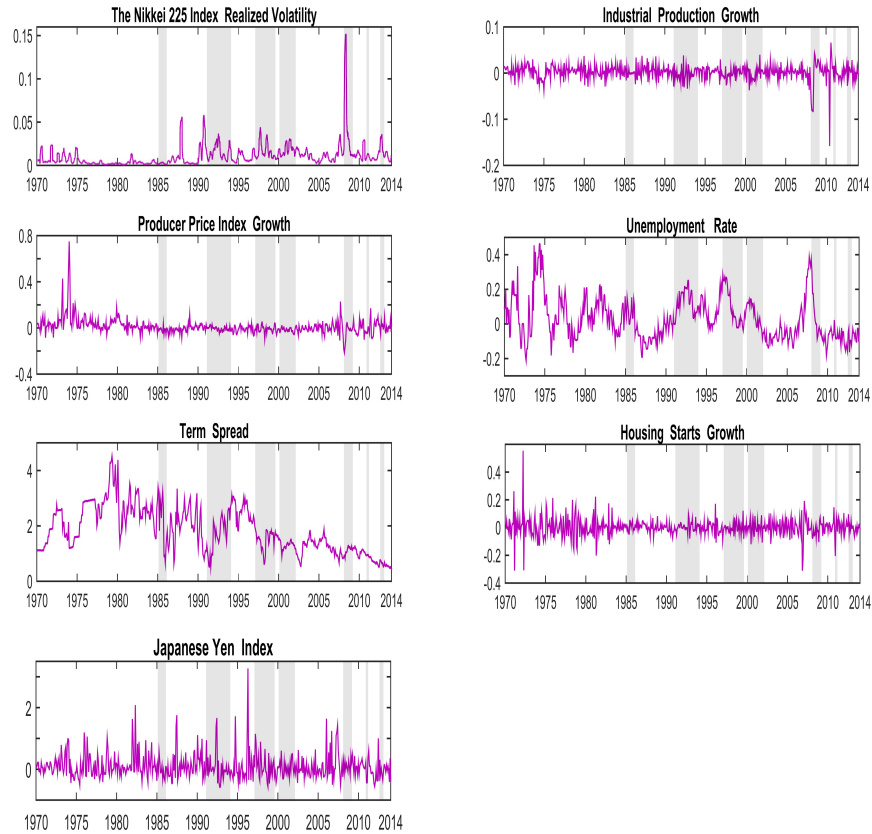 The Nikkei 225 Index Realized Volatility
0.15
0.1
0.05
0
1970 1975 1980 1985 1990 1995 2000 2005 2010 2014
Industrial Production Growth
0.1
0
-0.1
-0.2
1970 1975 1980 1985 1990 1995 2000 2005 2010 2014
Producer Price Index Growth
0.8
0.4
0
-0.4
1970 1975 1980 1985 1990 1995 2000 2005 2010 2014
Unemployment Rate
0.4
0.2
0
-0.2
1970 1975 1980 1985 1990 1995 2000 2005 2010 2014
Term Spread
4
2
0
1970 1975 1980 1985 1990 1995 2000 2005 2010 2014
Housing Starts Growth
0.4
0.2
0
-0.2
-0.4
1970 1975 1980 1985 1990 1995 2000 2005 2010 2014
Japanese Yen Index
2
0
1970 1975 1980 1985 1990 1995 2000 2005 2010 2014